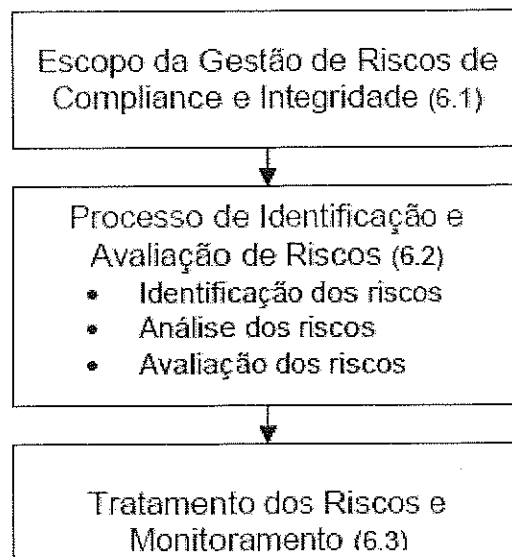 Escopo da Gestão de Riscos de
Compliance e Integridade (6.1)
Processo de Identificação e
Avaliação de Riscos (6.2)
• Identificação dos riscos
• Análise dos riscos
• Avaliação dos riscos
Tratamento dos Riscos e
Monitoramento (6.3)